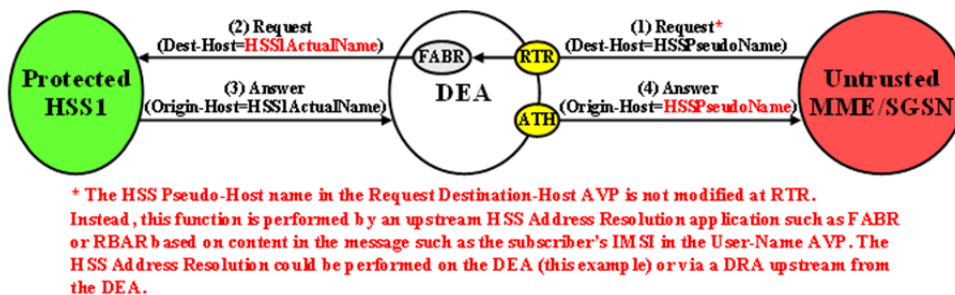 (2) Request
(Dest-Host=HSS1ActualName)
(1) Request*
(Dest-Host=HSSPseudoName)
FABR
RTR
Protected
HSS1
DEA
Untrusted
MME/SGSN
(3) Answer
(Origin-Host=HSS1ActualName)
(4) Answer
(Origin-Host=HSSPseudoName)
ATH
* The HSS Pseudo-Host name in the Request Destination-Host AVP is not modified at RTR.
Instead, this function is performed by an upstream HSS Address Resolution application such as FABR
or RBAR based on content in the message such as the subscriber's IMSI in the User-Name AVP. The
HSS Address Resolution could be performed on the DEA (this example) or via a DRA upstream from
the DEA.